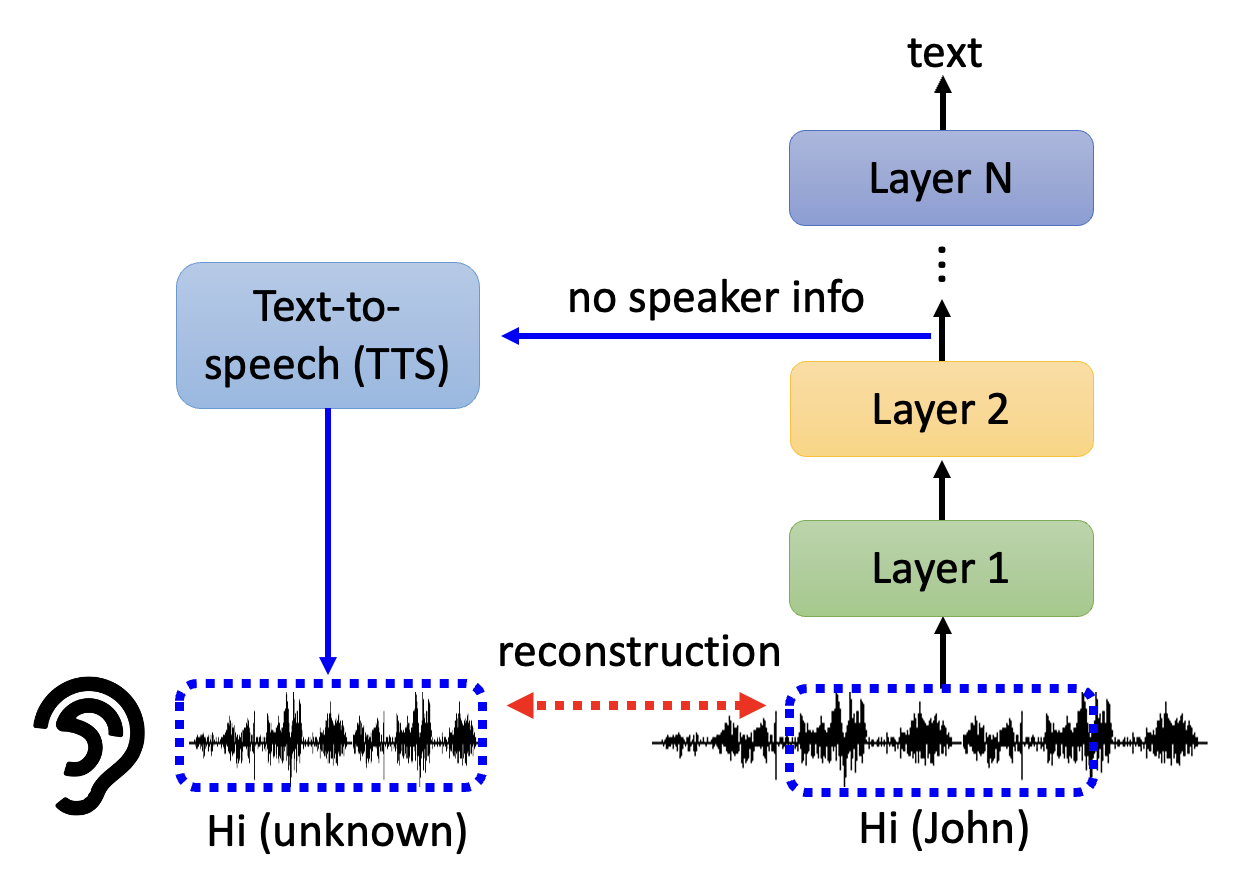 text
Layer N
⋮
no speaker info
Text-to-
speech (TTS)
Layer 2
Layer 1
reconstruction
Hi (unknown)
Hi (John)